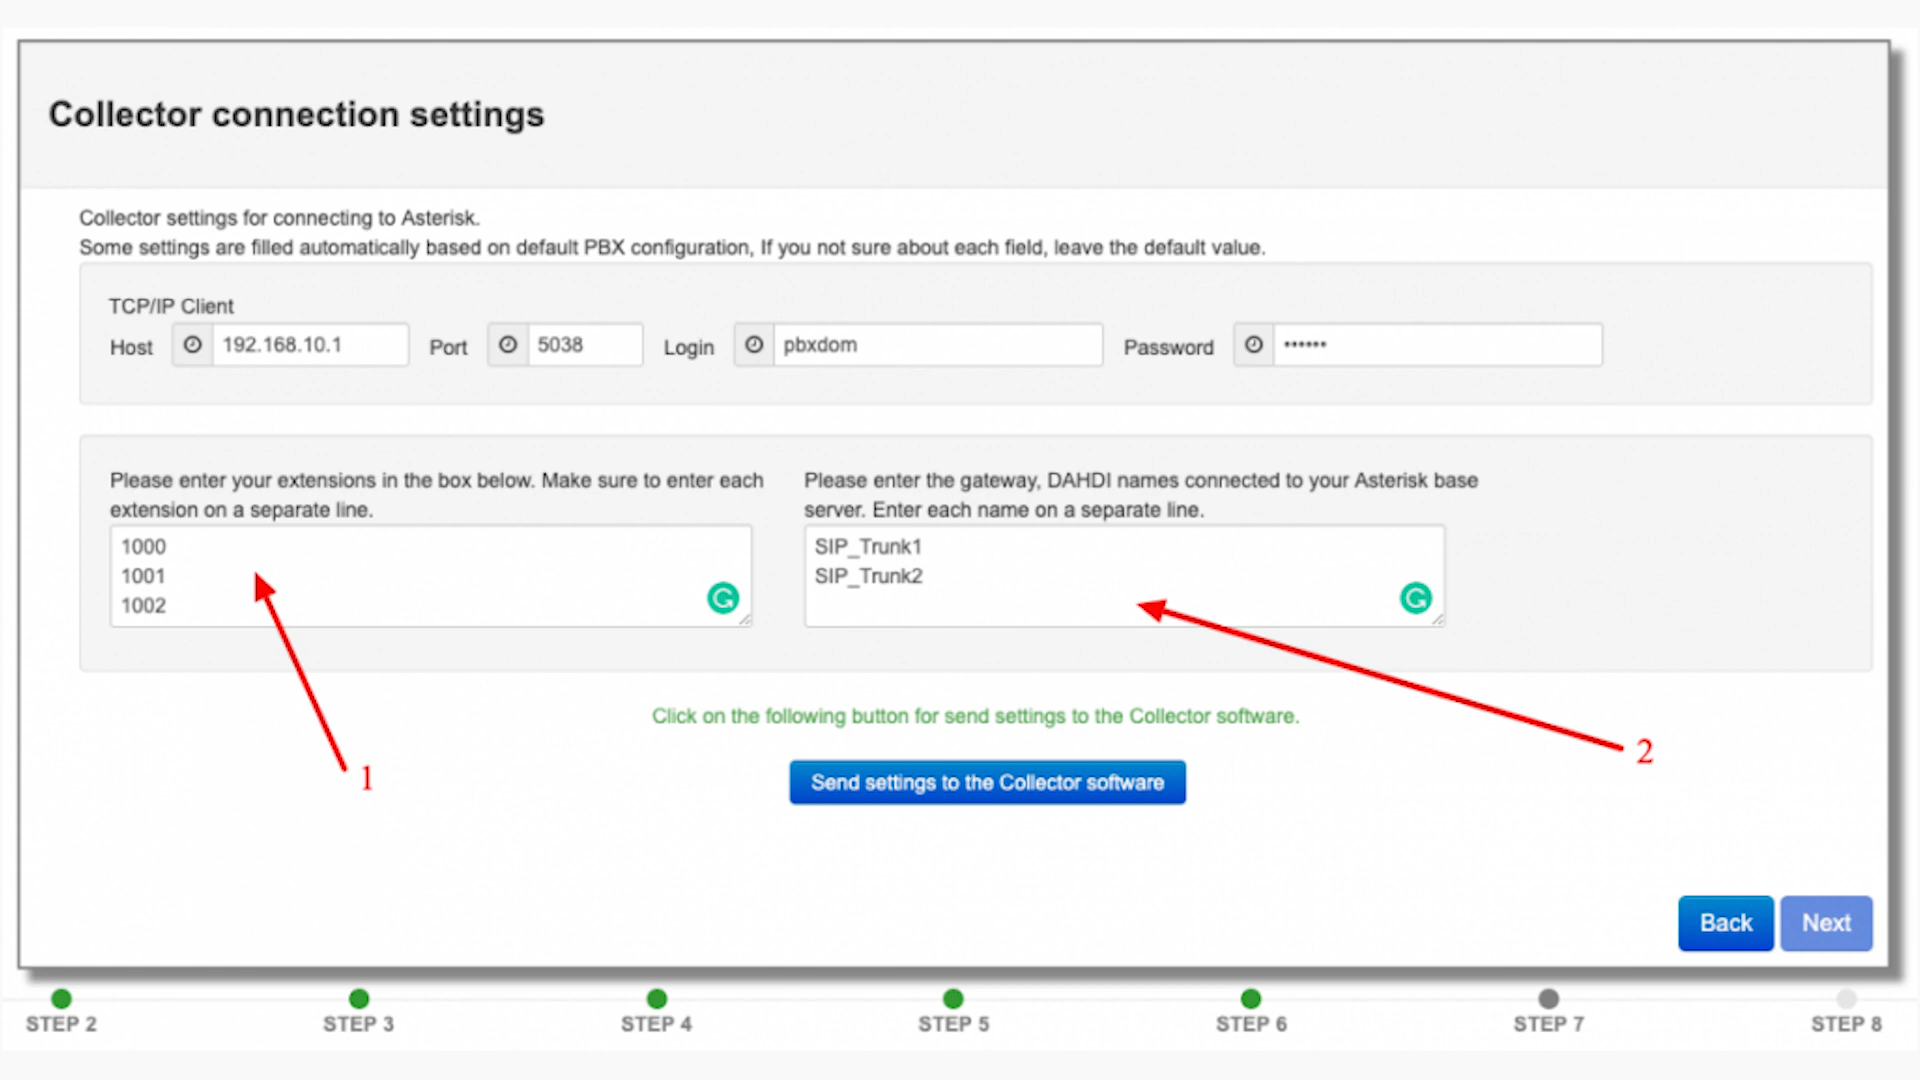 Collector connection settings
Collector settings for connecting to Asterisk.
Some settings are filled automatically based on default PBX configuration, If you not sure about each field, leave the default value.
TCP/IP Client
Host 192.168.10.1 Port 5038 Login pbxdom Password ••••••
Please enter your extensions in the box below. Make sure to enter each
extension on a separate line.
1000
1001
1002
Please enter the gateway, DAHDI names connected to your Asterisk base
server. Enter each name on a separate line.
SIP_Trunk1
SIP_Trunk2
1
2
Click on the following button for send settings to the Collector software.
Send settings to the Collector software
Back Next
STEP 2 STEP 3 STEP 4 STEP 5 STEP 6 STEP 7 STEP 8